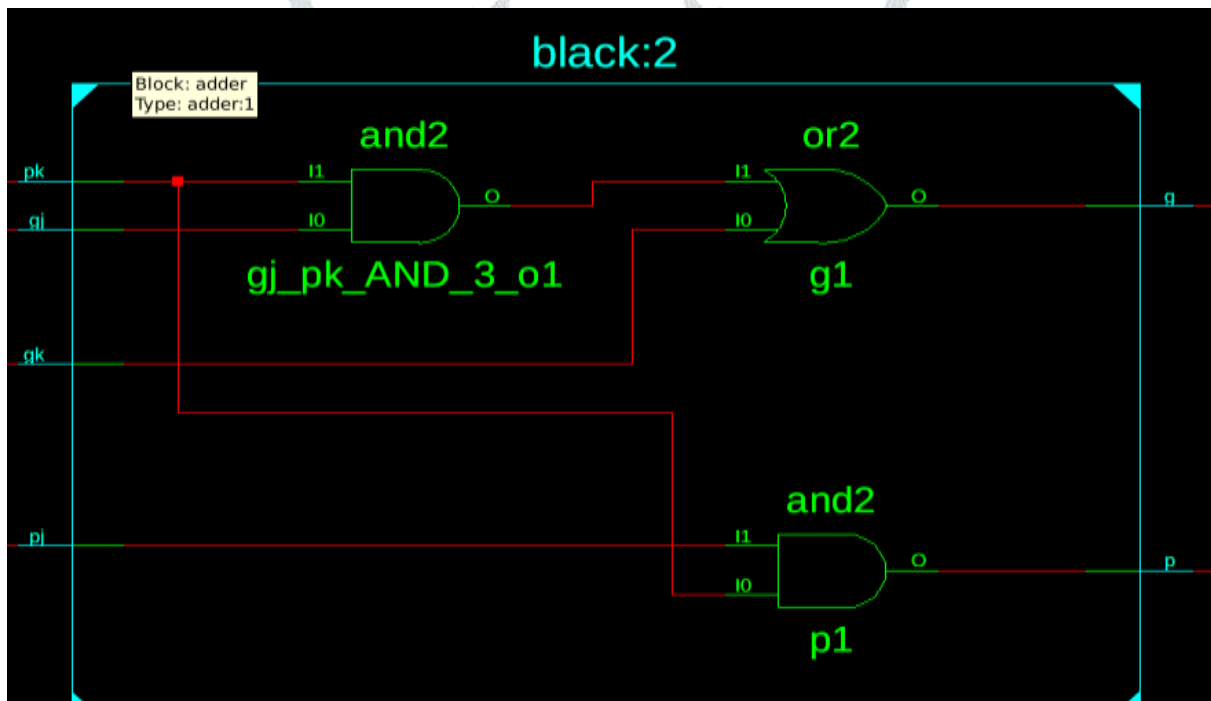 black:2
Block: adder
Type: adder:1
and2
or2
pk
I1
I1
gj
I0
O
I0
O
g
gj_pk_AND_3_o1
g1
gk
and2
pj
I1
O
p
I0
p1